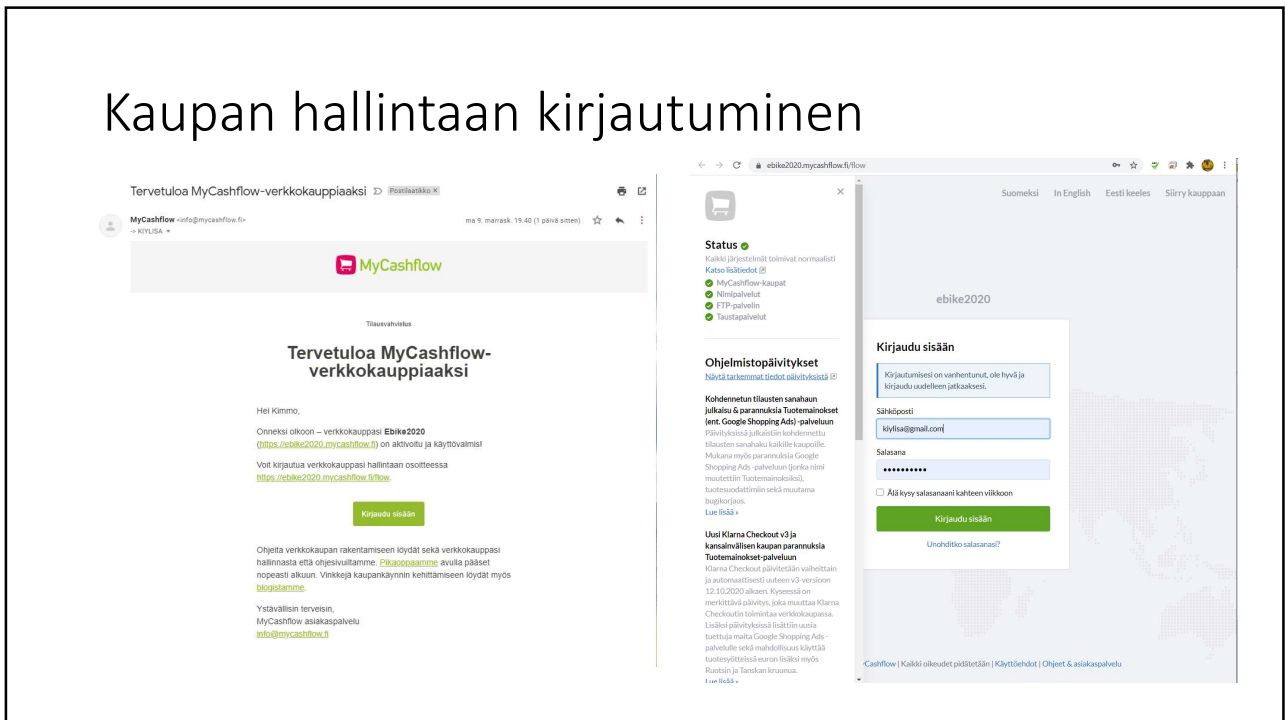 Kaupan hallintaan kirjautuminen
Tervetuloa MyCashflow-verkkokauppiaaksi Postilaatikko ×
MyCashflow <info@mycashflow.fi>
-> KIYLISA
ma 9. marrask. 19.40 (1 päivä sitten)
MyCashflow
Tilausvahvistus
Tervetuloa MyCashflow-
verkkokauppiaaksi
Hei Kimmo,
Onneksi olkoon – verkkokauppasi Ebike2020
(https://ebike2020.mycashflow.fi) on aktivoitu ja käyttövalmis!
Voit kirjautua verkkokauppasi hallintaan osoitteessa
https://ebike2020.mycashflow.fi/flow.
Kirjaudu sisään
Ohjeita verkkokaupan rakentamiseen löydät sekä verkkokauppasi
hallinnasta että ohjesivuiltamme. Pikaoppaamme avulla pääset
nopeasti alkuun. Vinkkejä kaupankäynnin kehittämiseen löydät myös
blogistamme.
Ystävällisin terveisin,
MyCashflow asiakaspalvelu
info@mycashflow.fi
ebike2020.mycashflow.fi/flow
Status
Kaikki järjestelmät toimivat normaalisti
Katso lisätiedot
MyCashflow-kaupat
Nimipalvelut
FTP-palvelin
Taustapalvelut
Ohjelmistopäivitykset
Näytä tarkemmat tiedot päivityksistä
Kohdennetun tilausten sanahaun
julkaisu & parannuksia Tuotemainokset
(ent. Google Shopping Ads) -palveluun
Päivityksissä julkaistiin kohdennettu
tilausten sanahaku kaikille kaupoille.
Mukana myös parannuksia Google
Shopping Ads -palveluun (jonka nimi
muutettiin Tuotemainoksiksi),
tuotesuodattimiin sekä muutama
bugikorjaus.
Lue lisää »
Uusi Klarna Checkout v3 ja
kansainvälisen kaupan parannuksia
Tuotemainokset-palveluun
Klarna Checkout päivitetään vaiheittain
ja automaattisesti uuteen v3-versioon
12.10.2020 alkaen. Kyseessä on
merkittävä päivitys, joka muuttaa Klarna
Checkoutin toimintaa verkkokaupassa.
Lisäksi päivityksissä lisättiin uusia
tuettuja maita Google Shopping Ads -
palvelulle sekä mahdollisuus käyttää
tuotesyötteissä euron lisäksi myös
Ruotsin ja Tanskan kruunua.
Lue lisää »
Suomeksi In English Eesti keeles Siirry kauppaan
ebike2020
Kirjaudu sisään
Kirjautumisesi on vanhentunut, ole hyvä ja
kirjaudu uudelleen jatkaaksesi.
Sähköposti
kiylisa@gmail.com
Salasana
••••••••••
Älä kysy salasanaani kahteen viikkoon
Kirjaudu sisään
Unohditko salasanasi?
Cashflow | Kaikki oikeudet pidätetään | Käyttöehdot | Ohjeet & asiakaspalvelu